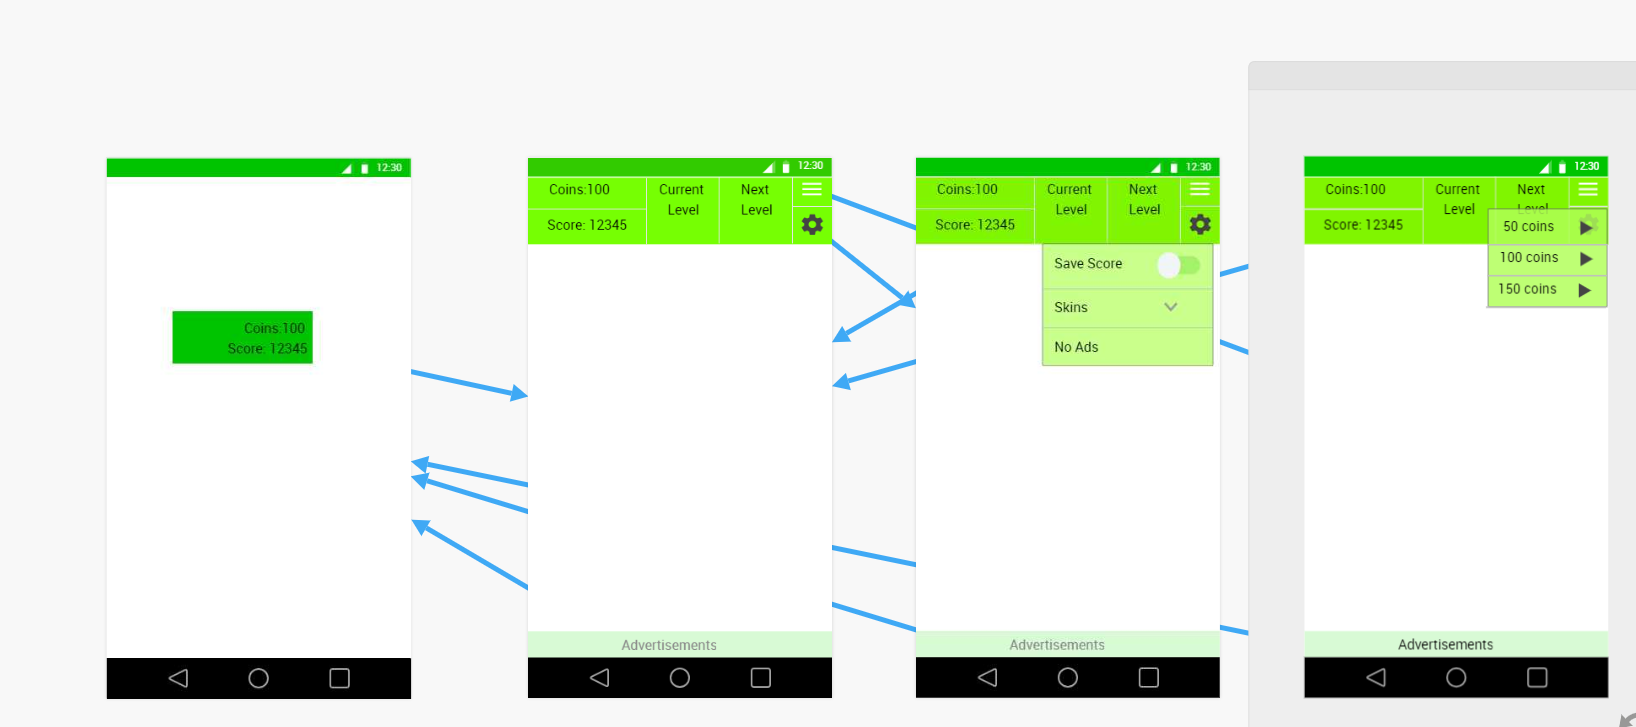 12:30
Coins:100
Score: 12345
12:30
Coins:100
Current
Level
Next
Level
Score: 12345
Advertisements
12:30
Coins:100
Current
Level
Next
Level
Score: 12345
Save Score
Skins
No Ads
Advertisements
12:30
Coins:100
Current
Level
Next
Level
Score: 12345
50 coins
100 coins
150 coins
Advertisements